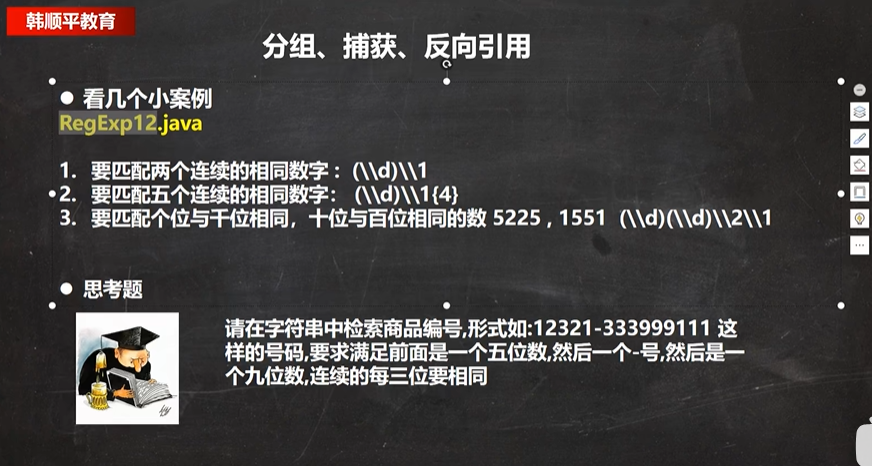 韩顺平教育
分组、捕获、反向引用
● 看几个小案例
RegExp12.java
1. 要匹配两个连续的相同数字 : (\\d)\\1
2. 要匹配五个连续的相同数字: (\\d)\\1{4}
3. 要匹配个位与千位相同，十位与百位相同的数 5225 , 1551 (\\d)(\\d)\\2\\1
● 思考题
请在字符串中检索商品编号,形式如:12321-333999111 这
样的号码,要求满足前面是一个五位数,然后一个-号,然后是一
个九位数,连续的每三位要相同